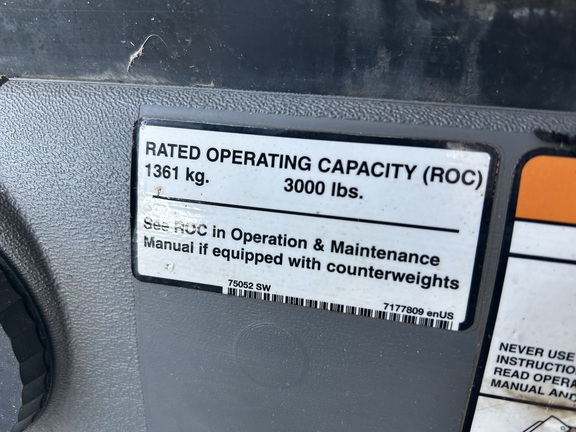 RATED OPERATING CAPACITY (ROC)
1361 kg. 3000 lbs.
See ROC in Operation & Maintenance
Manual if equipped with counterweights
75052 SW
7177809 enUS
NEVER USE
INSTRUCTIO
READ OPERA
MANUAL AND